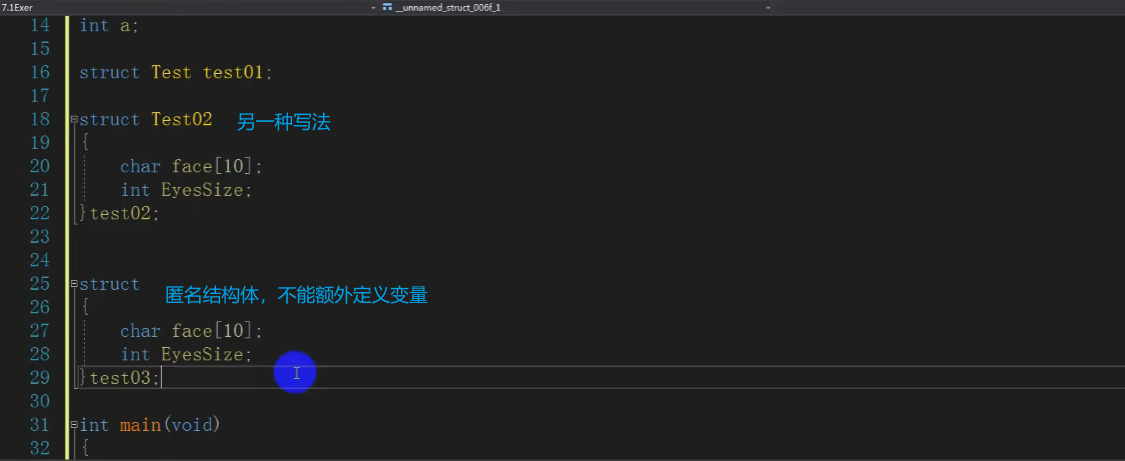 7.1Exer __unnamed_struct_006f_1
14 int a;
15
16 struct Test test01;
17
18 struct Test02 另一种写法
19 {
20 char face[10];
21 int EyesSize;
22 }test02;
23
24
25 struct
匿名结构体，不能额外定义变量
26 {
27 char face[10];
28 int EyesSize;
29 }test03;
30
31 int main(void)
32 {